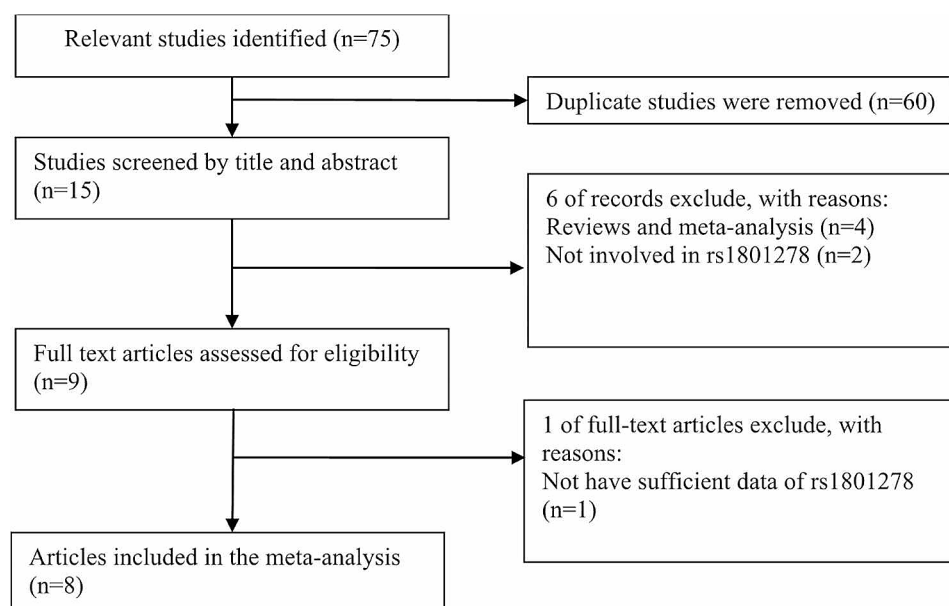 Relevant studies identified (n=75)
Duplicate studies were removed (n=60)
Studies screened by title and abstract
(n=15)
6 of records exclude, with reasons:
Reviews and meta-analysis (n=4)
Not involved in rs1801278 (n=2)
Full text articles assessed for eligibility
(n=9)
1 of full-text articles exclude, with
reasons:
Not have sufficient data of rs1801278
(n=1)
Articles included in the meta-analysis
(n=8)